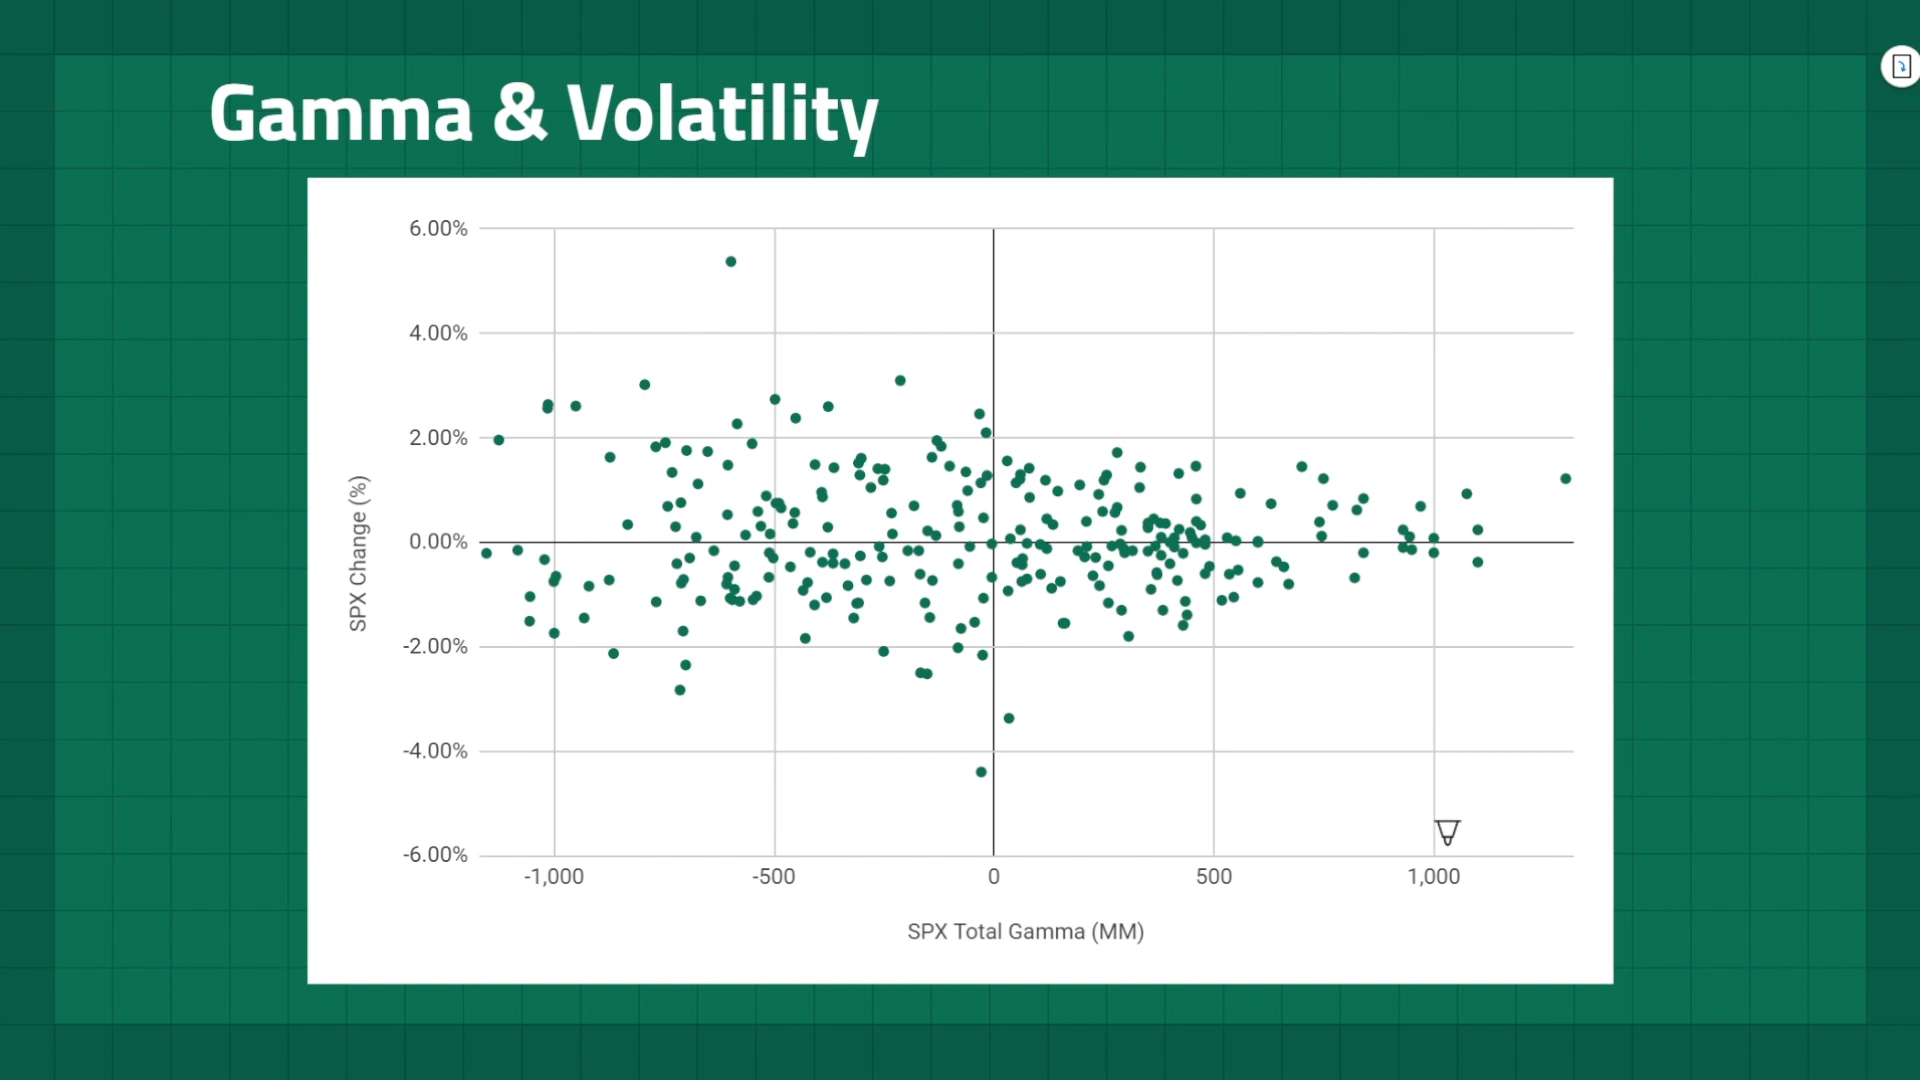 Gamma & Volatility
6.00%
4.00%
2.00%
0.00%
-2.00%
-4.00%
-6.00%
SPX Change (%)
-1,000 -500 0 500 1,000
SPX Total Gamma (MM)